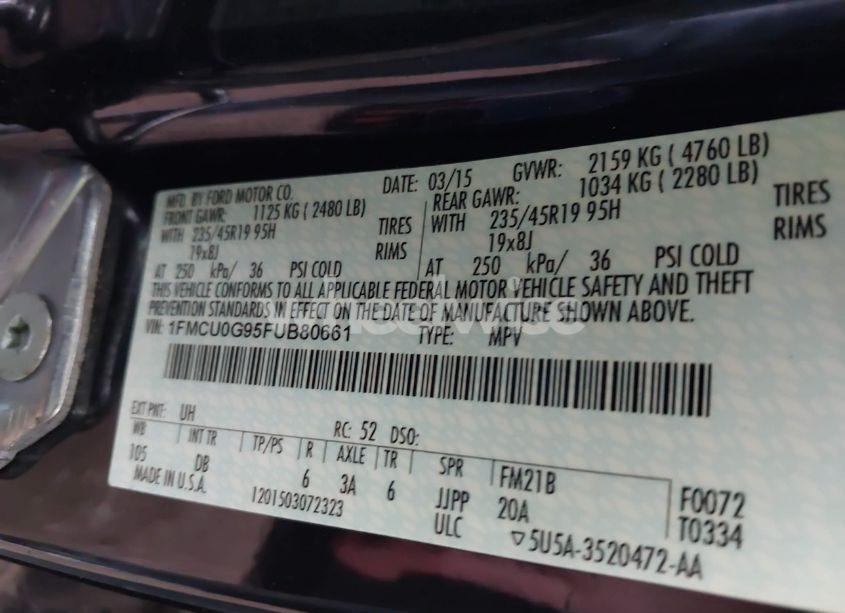 MFD. BY FORD MOTOR CO. DATE: 03/15 GVWR: 2159 KG ( 4760 LB)
FRONT GAWR: 1125 KG ( 2480 LB) REAR GAWR: 1034 KG ( 2280 LB)
WITH 235/45R19 95H TIRES WITH 235/45R19 95H TIRES
19x8J RIMS 19x8J RIMS
AT 250 kPa/ 36 PSI COLD AT 250 kPa/ 36 PSI COLD
THIS VEHICLE CONFORMS TO ALL APPLICABLE FEDERAL MOTOR VEHICLE SAFETY AND THEFT
PREVENTION STANDARDS IN EFFECT ON THE DATE OF MANUFACTURE SHOWN ABOVE.
VIN: 1FMCU0G95FUB80661 TYPE: MPV
EXT PNT: UH RC: 52 DSO:
WB INT TR TP/PS R AXLE TR SPR FM21B F0072
105 DB 6 3A 6 JJPP 20A T0334
MADE IN U.S.A. 1201503072323 ULC ▽5U5A-3520472-AA